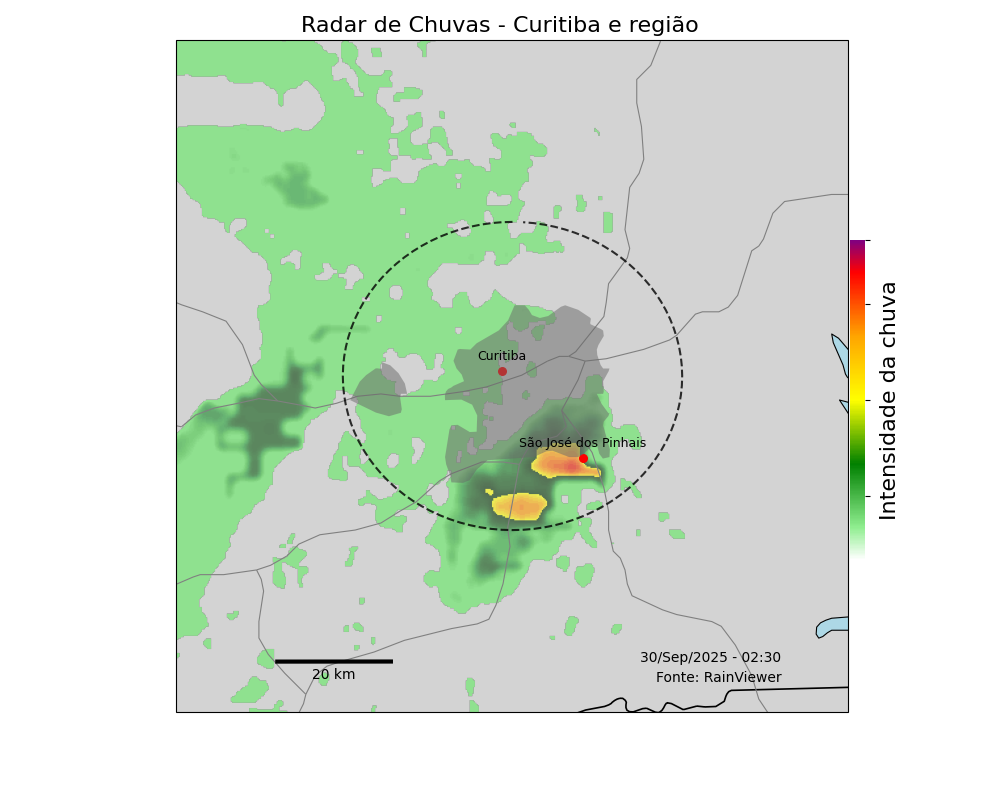 Radar de Chuvas - Curitiba e região
Curitiba
São José dos Pinhais
Intensidade da chuva
30/Sep/2025 - 02:30
Fonte: RainViewer
20 km